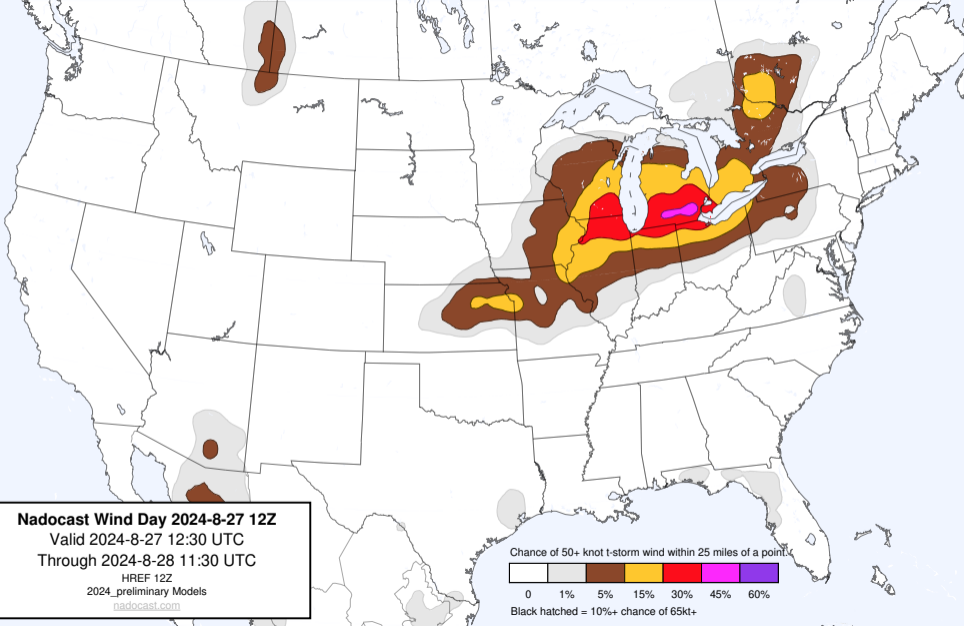 Nadocast Wind Day 2024-8-27 12Z
Valid 2024-8-27 12:30 UTC
Through 2024-8-28 11:30 UTC
HREF 12Z
2024_preliminary Models
nadocast.com
Chance of 50+ knot t-storm wind within 25 miles of a point.
0 1% 5% 15% 30% 45% 60%
Black hatched = 10%+ chance of 65kt+